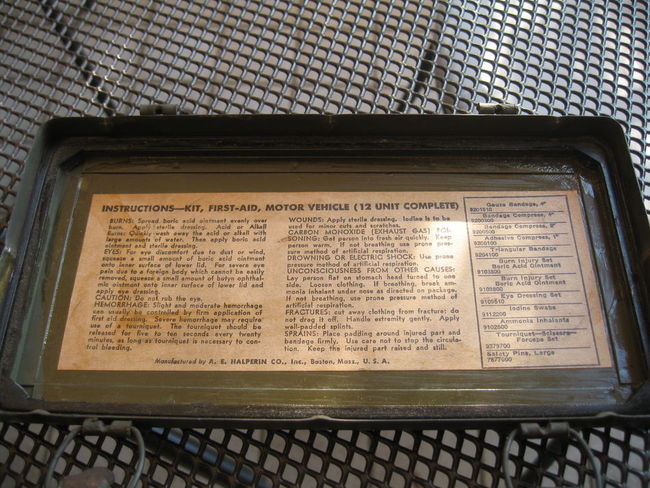 INSTRUCTIONS—KIT, FIRST-AID, MOTOR VEHICLE (12 UNIT COMPLETE)
BURNS: Spread boric acid ointment evenly over
burn. Apply sterile dressing. Acid or Alkali
Burns: Quickly wash away the acid or alkali with
large amounts of water. Then apply boric acid
ointment and sterile dressing.
EYES: For eye discomfort due to dust or wind,
squeeze a small amount of boric acid ointment
onto inner surface of lower lid. For severe eye
pain due to a foreign body which cannot be easily
removed, squeeze a small amount of butyn ophthal-
mic ointment onto inner surface of lower lid and
apply eye dressing.
CAUTION: Do not rub the eye.
HEMORRHAGE: Slight and moderate hemorrhage
can usually be controlled by firm application of
first aid dressing. Severe hemorrhage may require
use of a tourniquet. The tourniquet should be
released for five to ten seconds every twenty
minutes, as long as tourniquet is necessary to con-
trol bleeding.
WOUNDS: Apply sterile dressing. Iodine is to be
used for minor cuts and scratches.
CARBON MONOXIDE (EXHAUST GAS) POI-
SONING: Get person into fresh air quickly. Keep
person warm. If not breathing use prone pres-
sure method of artificial respiration.
DROWNING OR ELECTRIC SHOCK: Use prone
pressure method of artificial respiration.
UNCONSCIOUSNESS FROM OTHER CAUSES:
Lay person flat on stomach and turned to one
side. Loosen clothing. If breathing, break am-
monia inhalant under nose as directed on package.
If not breathing, use prone pressure method of
artificial respiration.
FRACTURES: cut away clothing from fracture; do
not drag it off. Handle extremity gently. Apply
well-padded splints.
SPRAINS: Place padding around injured part and
bandage firmly. Use care not to stop the circula-
tion. Keep the injured part raised and still.
Manufactured by A. E. HALPERIN CO., Inc., Boston, Mass., U. S. A.
Gauze Bandage, 4"
9201510
Bandage Compress, 4"
9200300
Bandage Compress, 2"
Adhesive Compress, 1"
9200100
Triangular Bandage
9204100
Burn Injury Set
Boric Acid Ointment
9103500
Burn Injury Set
Boric Acid Ointment
Eye Dressing Set
9109510
Iodine Swabs
9112200
Ammonia Inhalants
9102500
Tourniquet—Scissors—
Forceps Set
9379700
Safety Pins, Large
7877000